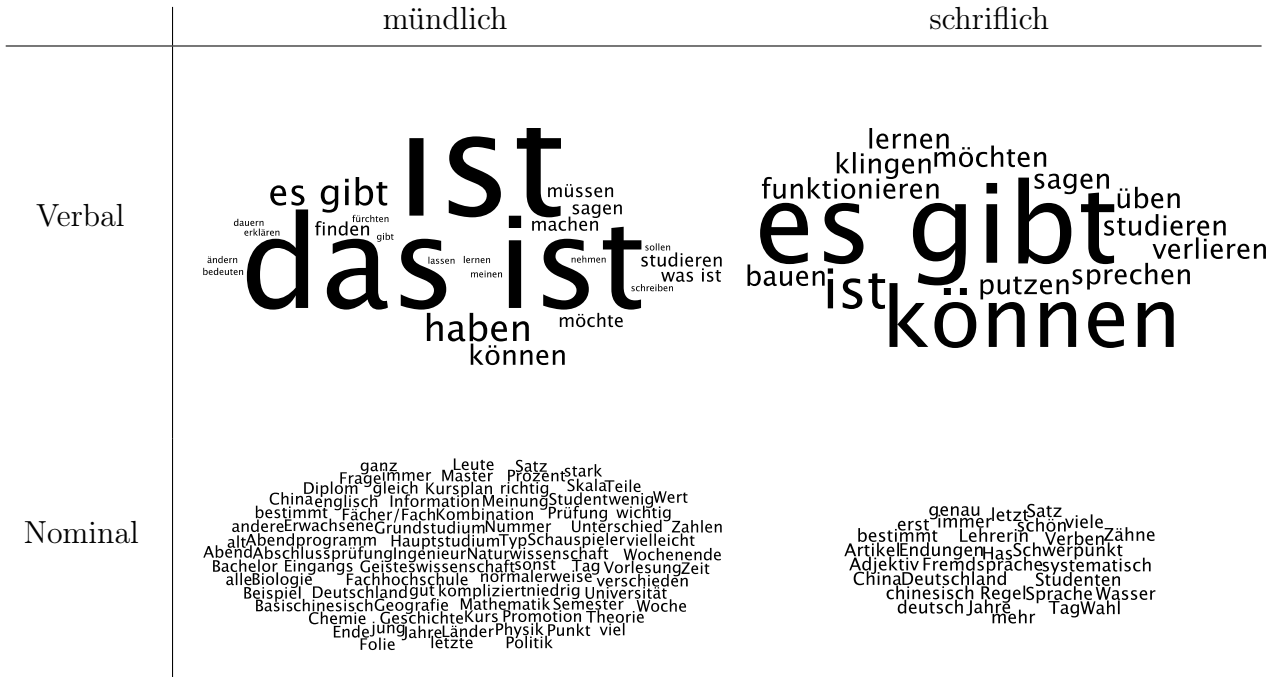 mündlich schriflich
Verbal
ist
es gibt
müssen
sagen
dauern
fürchten
machen
erklären
finden
gibt
das ist
sollen
ändern
lassen
lernen
nehmen
studieren
bedeuten
meinen
was ist
schreiben
haben
möchte
können
lernen
klingen
möchten
funktionieren
sagen
üben
es gibt
studieren
verlieren
bauen
ist
putzen
sprechen
können
Nominal
ganz Leute Satz stark
Frage immer Master Prozent
Diplom gleich Kursplan richtig Skala Teile
China englisch Information Meinung Student wenig Wert
bestimmt Fächer/Fach Kombination Prüfung wichtig
andere Erwachsene Grundstudium Nummer Unterschied Zahlen
alt Abendprogramm Hauptstudium Typ Schauspieler vielleicht
Abend Abschlussprüfung Ingenieur Naturwissenschaft Wochenende
Bachelor Eingangs Geisteswissenschaft sonst Tag Vorlesung Zeit
alle Biologie Fachhochschule normalerweise verschieden
Beispiel Deutschland gut kompliziert niedrig Universität
Basischinesisch Geografie Mathematik Semester Woche
Chemie Geschichte Kurs Promotion Theorie
Ende jung Jahre Länder Physik Punkt viel
Folie letzte Politik
genau letzt Satz
erst immer schön viele
bestimmt Lehrerin Verben Zähne
Artikel Endungen Has Schwerpunkt
Adjektiv Fremdsprache systematisch
China Deutschland Studenten
chinesisch Regel Sprache Wasser
deutsch Jahre Tag Wahl
mehr